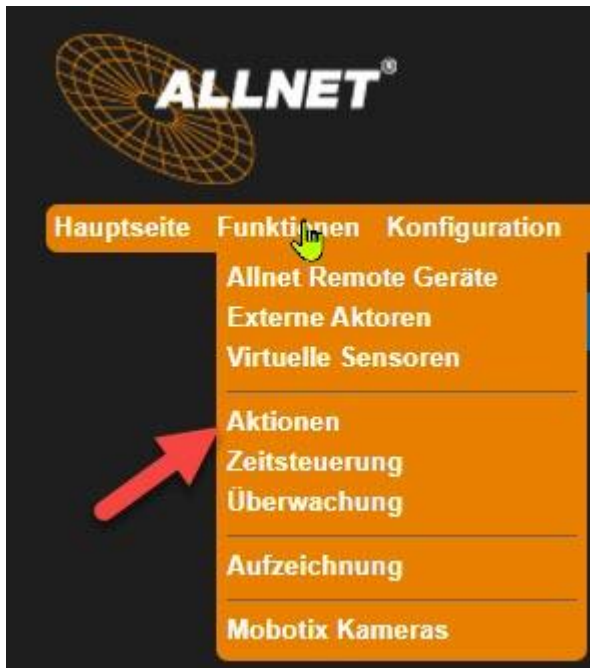 ALLNET®
Hauptseite Funktionen Konfiguration
Allnet Remote Geräte
Externe Aktoren
Virtuelle Sensoren
Aktionen
Zeitsteuerung
Überwachung
Aufzeichnung
Mobotix Kameras